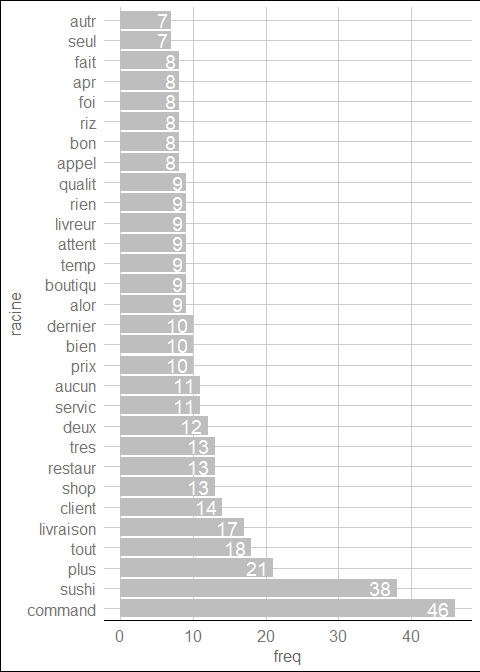 autr 7
seul 7
fait 8
apr 8
foi 8
riz 8
bon 8
appel 8
qualit 9
rien 9
livreur 9
attent 9
temp 9
boutiqu 9
alor 9
dernier 10
bien 10
prix 10
aucun 11
servic 11
deux 12
tres 13
restaur 13
shop 13
client 14
livraison 17
tout 18
plus 21
sushi 38
command 46
racine
0 10 20 30 40
freq